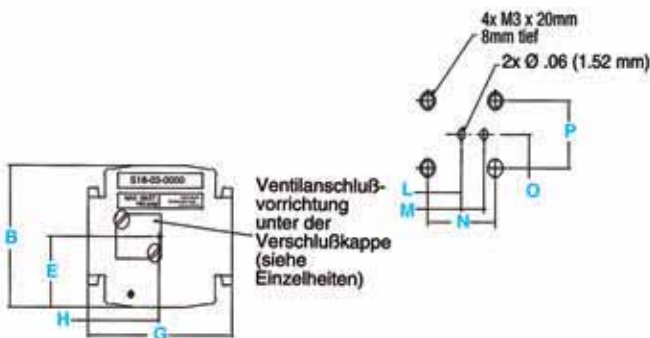 4x M3 x 20mm
8mm tief
2x Ø .06 (1.52 mm)
P
L
O
M
N
518-03-0000
Ventilanschluß-
vorrichtung
unter der
Verschlußkappe
(siehe
Einzelheiten)
B
E
H
G